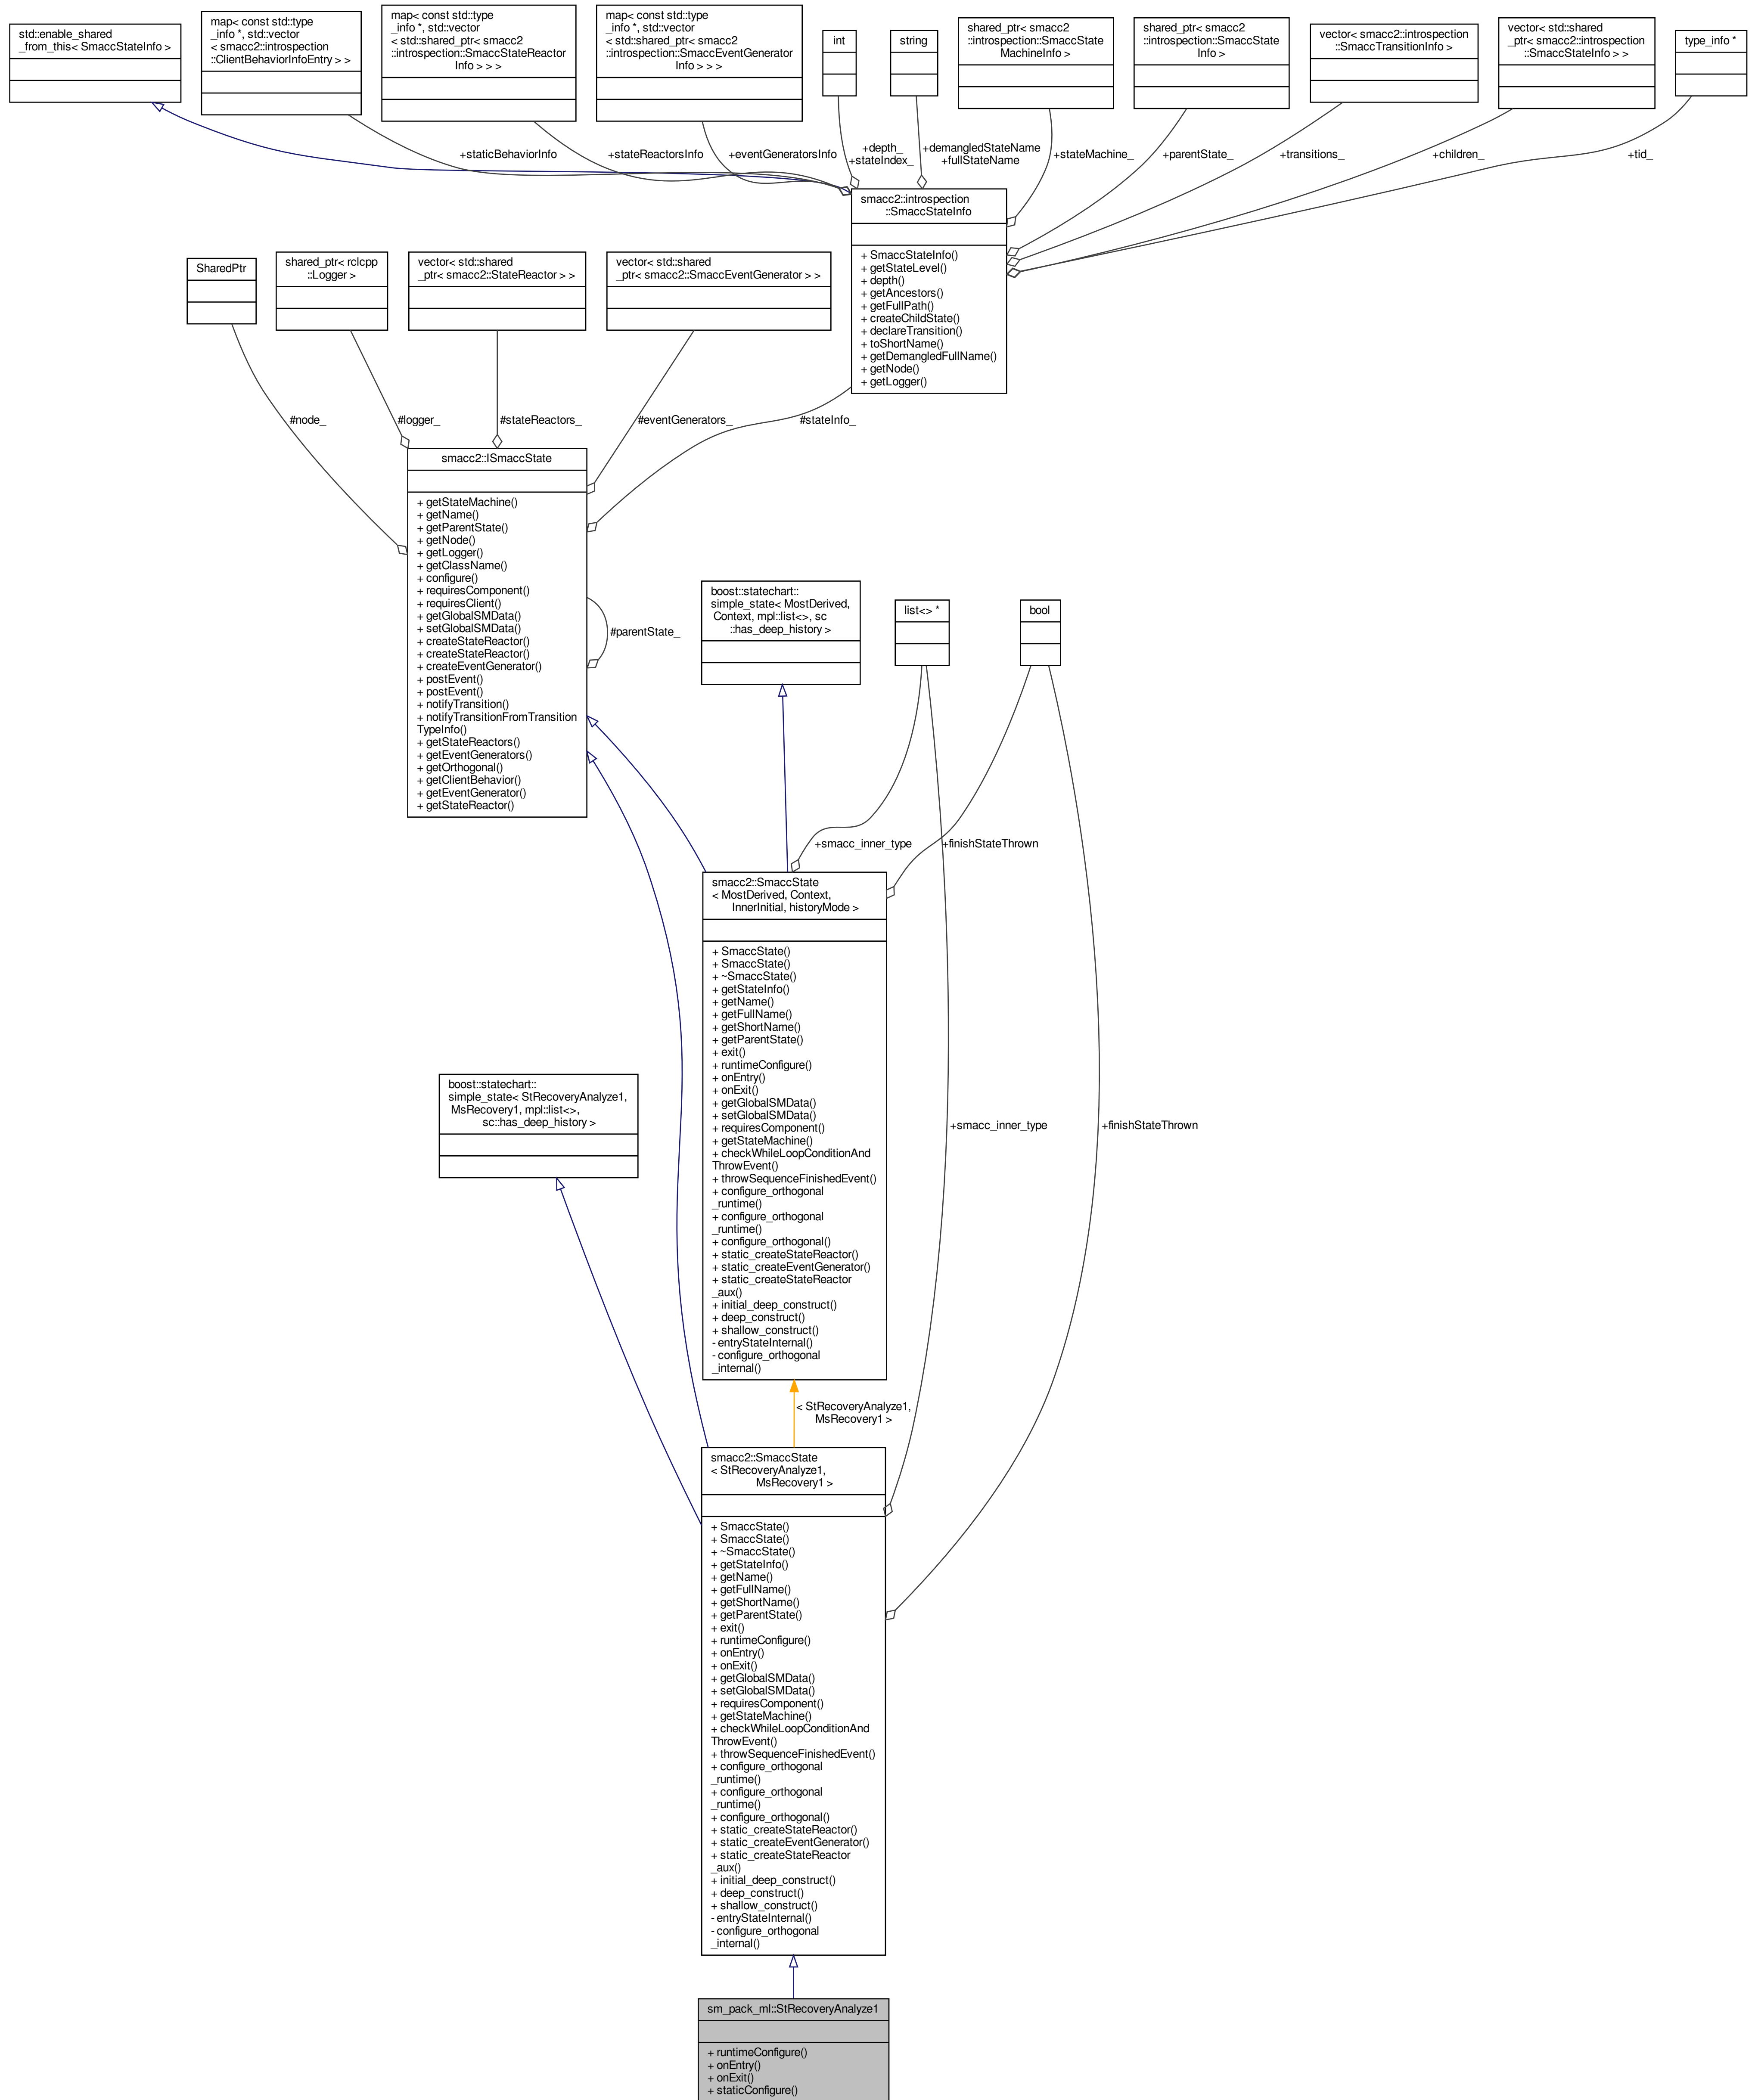 std::enable_shared
_from_this< SmaccStateInfo >
map< const std::type
_info *, std::vector
< smacc2::introspection
::ClientBehaviorInfoEntry > >
map< const std::type
_info *, std::vector
< std::shared_ptr< smacc2
::introspection::SmaccStateReactor
Info > > >
map< const std::type
_info *, std::vector
< std::shared_ptr< smacc2
::introspection::SmaccEventGenerator
Info > > >
int
string
shared_ptr< smacc2
::introspection::SmaccState
MachineInfo >
shared_ptr< smacc2
::introspection::SmaccState
Info >
vector< smacc2::introspection
::SmaccTransitionInfo >
vector< std::shared
_ptr< smacc2::introspection
::SmaccStateInfo > >
type_info *
+staticBehaviorInfo
+stateReactorsInfo
+eventGeneratorsInfo
+depth_
+stateIndex_
+demangledStateName
+fullStateName
+stateMachine_
+parentState_
+transitions_
+children_
+tid_
smacc2::introspection
::SmaccStateInfo
+ SmaccStateInfo()
+ getStateLevel()
+ depth()
+ getAncestors()
+ getFullPath()
+ createChildState()
+ declareTransition()
+ toShortName()
+ getDemangledFullName()
+ getNode()
+ getLogger()
SharedPtr
shared_ptr< rclcpp
::Logger >
vector< std::shared
_ptr< smacc2::StateReactor > >
vector< std::shared
_ptr< smacc2::SmaccEventGenerator > >
#node_
#logger_
#stateReactors_
#eventGenerators_
#stateInfo_
smacc2::ISmaccState
+ getStateMachine()
+ getName()
+ getParentState()
+ getNode()
+ getLogger()
+ getClassName()
+ configure()
+ requiresComponent()
+ requiresClient()
+ getGlobalSMData()
+ setGlobalSMData()
+ createStateReactor()
+ createStateReactor()
+ createEventGenerator()
+ postEvent()
+ postEvent()
+ notifyTransition()
+ notifyTransitionFromTransition
TypeInfo()
+ getStateReactors()
+ getEventGenerators()
+ getOrthogonal()
+ getClientBehavior()
+ getEventGenerator()
+ getStateReactor()
#parentState_
boost::statechart::
simple_state< MostDerived,
Context, mpl::list<>, sc
::has_deep_history >
list<> *
bool
+smacc_inner_type
+finishStateThrown
smacc2::SmaccState
< MostDerived, Context,
InnerInitial, historyMode >
+ SmaccState()
+ SmaccState()
+ ~SmaccState()
+ getStateInfo()
+ getName()
+ getFullName()
+ getShortName()
+ getParentState()
+ exit()
+ runtimeConfigure()
+ onEntry()
+ onExit()
+ getGlobalSMData()
+ setGlobalSMData()
+ requiresComponent()
+ getStateMachine()
+ checkWhileLoopConditionAnd
ThrowEvent()
+ throwSequenceFinishedEvent()
+ configure_orthogonal
_runtime()
+ configure_orthogonal
_runtime()
+ configure_orthogonal()
+ static_createStateReactor()
+ static_createEventGenerator()
+ static_createStateReactor
_aux()
+ initial_deep_construct()
+ deep_construct()
+ shallow_construct()
- entryStateInternal()
- configure_orthogonal
_internal()
boost::statechart::
simple_state< StRecoveryAnalyze1,
MsRecovery1, mpl::list<>,
sc::has_deep_history >
+smacc_inner_type
+finishStateThrown
< StRecoveryAnalyze1,
MsRecovery1 >
smacc2::SmaccState
< StRecoveryAnalyze1,
MsRecovery1 >
+ SmaccState()
+ SmaccState()
+ ~SmaccState()
+ getStateInfo()
+ getName()
+ getFullName()
+ getShortName()
+ getParentState()
+ exit()
+ runtimeConfigure()
+ onEntry()
+ onExit()
+ getGlobalSMData()
+ setGlobalSMData()
+ requiresComponent()
+ getStateMachine()
+ checkWhileLoopConditionAnd
ThrowEvent()
+ throwSequenceFinishedEvent()
+ configure_orthogonal
_runtime()
+ configure_orthogonal
_runtime()
+ configure_orthogonal()
+ static_createStateReactor()
+ static_createEventGenerator()
+ static_createStateReactor
_aux()
+ initial_deep_construct()
+ deep_construct()
+ shallow_construct()
- entryStateInternal()
- configure_orthogonal
_internal()
sm_pack_ml::StRecoveryAnalyze1
+ runtimeConfigure()
+ onEntry()
+ onExit()
+ staticConfigure()